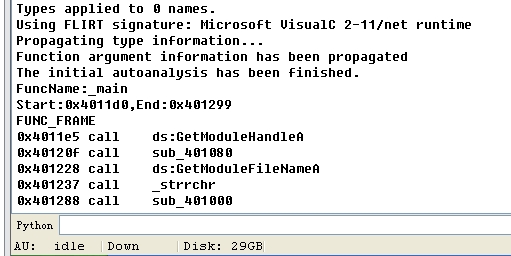 Types applied to 0 names.
Using FLIRT signature: Microsoft VisualC 2-11/net runtime
Propagating type information...
Function argument information has been propagated
The initial autoanalysis has been finished.
FuncName:_main
Start:0x4011d0,End:0x401299
FUNC_FRAME
0x4011e5 call    ds:GetModuleHandleA
0x40120f call    sub_401080
0x401228 call    ds:GetModuleFileNameA
0x401237 call    _strrchr
0x401288 call    sub_401000
Python
AU: idle Down Disk: 29GB